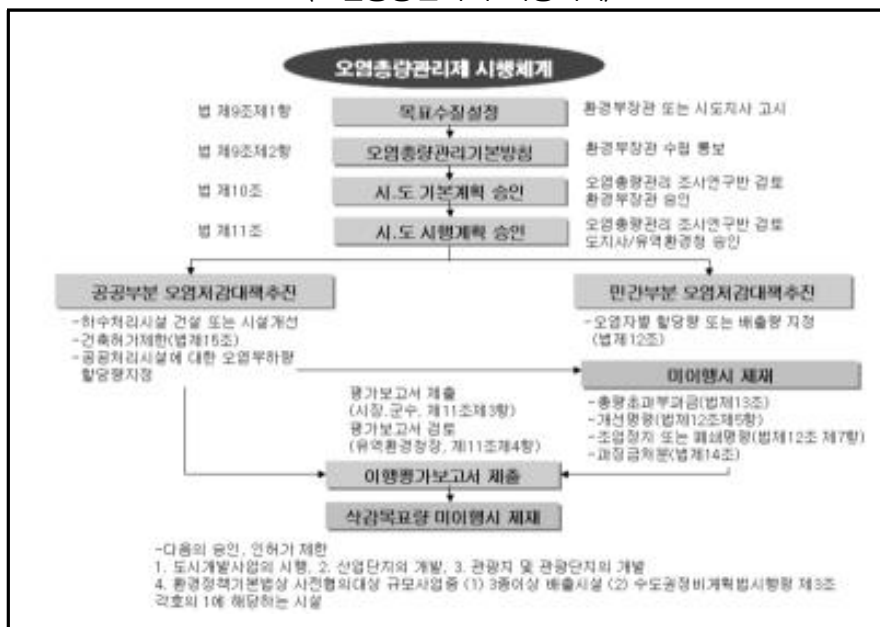 오염총량관리제 시행체계
법 제9조제1항
목표수질설정
환경부장관 또는 시도지사 고시
법 제9조제2항
오염총량관리기본방침
환경부장관 수립 통보
법 제10조
시.도 기본계획 승인
오염총량관리 조사연구반 검토
환경부장관 승인
법 제11조
시.도 시행계획 승인
오염총량관리 조사연구반 검토
도지사/유역환경청 승인
공공부분 오염저감대책추진
-하수처리시설 건설 또는 시설개선
-건축허가제한(법제15조)
-공공처리시설에 대한 오염부하량
할당량지정
민간부분 오염저감대책추진
-오염자별 할당량 또는 배출량 지정
(법제12조)
미이행시 제재
-총량초과부과금(법제13조)
-개선명령(법제12조제5항)
-조업정지 또는 폐쇄명령(법제12조 제7항)
-과징금처분(법제14조)
평가보고서 제출
(시장.군수, 제11조제3항)
평가보고서 검토
(유역환경청장, 제11조제4항)
이행평가보고서 제출
삭감목표량 미이행시 제재
-다음의 승인, 인허가 제한
1. 도시개발사업의 시행, 2. 산업단지의 개발, 3. 관광지 및 관광단지의 개발
4. 환경정책기본법상 사전협의대상 규모사업중 (1) 3종이상 배출시설 (2) 수도권정비계획법시행령 제3조
각호의 1에 해당하는 시설